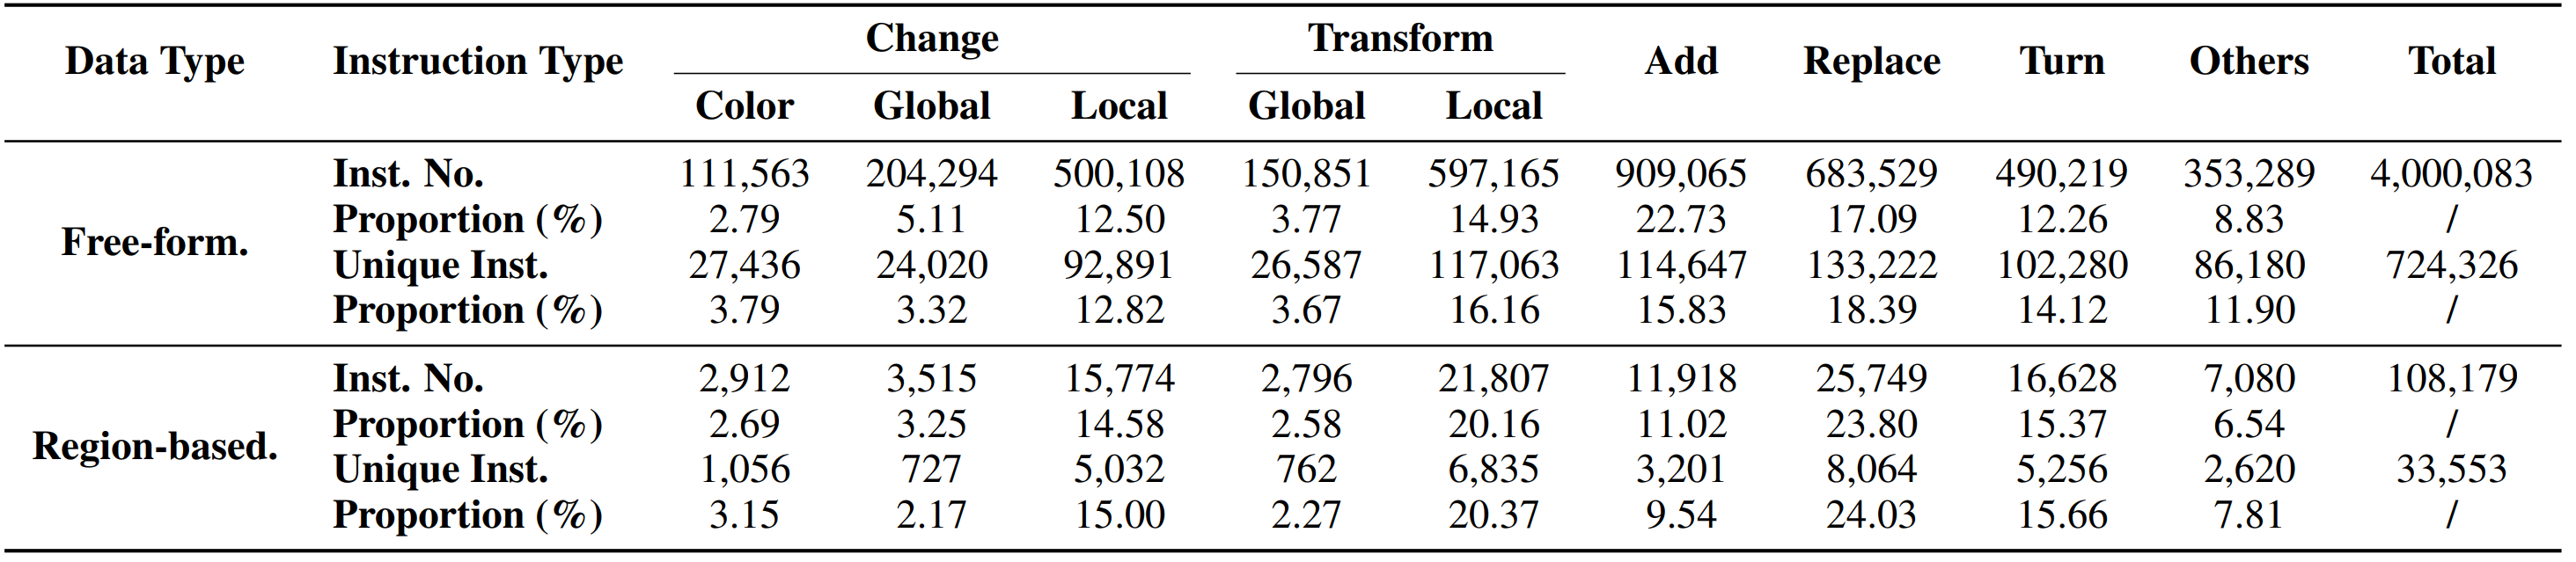 Data Type Instruction Type Change Transform Add Replace Turn Others Total
Color Global Local Global Local
Free-form.
Inst. No. 111,563 204,294 500,108 150,851 597,165 909,065 683,529 490,219 353,289 4,000,083
Proportion (%) 2.79 5.11 12.50 3.77 14.93 22.73 17.09 12.26 8.83 /
Unique Inst. 27,436 24,020 92,891 26,587 117,063 114,647 133,222 102,280 86,180 724,326
Proportion (%) 3.79 3.32 12.82 3.67 16.16 15.83 18.39 14.12 11.90 /
Region-based.
Inst. No. 2,912 3,515 15,774 2,796 21,807 11,918 25,749 16,628 7,080 108,179
Proportion (%) 2.69 3.25 14.58 2.58 20.16 11.02 23.80 15.37 6.54 /
Unique Inst. 1,056 727 5,032 762 6,835 3,201 8,064 5,256 2,620 33,553
Proportion (%) 3.15 2.17 15.00 2.27 20.37 9.54 24.03 15.66 7.81 /